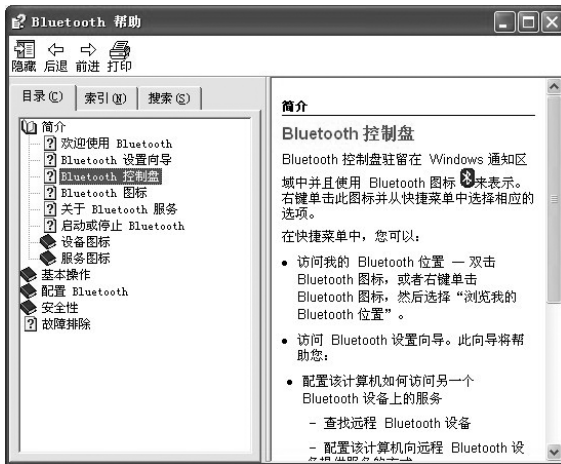 Bluetooth 帮助
隐藏 后退 前进 打印
目录(C) 索引(N) 搜索(S)
简介
欢迎使用 Bluetooth
Bluetooth 设置向导
Bluetooth 控制盘
Bluetooth 图标
关于 Bluetooth 服务
启动或停止 Bluetooth
设备图标
服务图标
基本操作
配置 Bluetooth
安全性
故障排除
简介
Bluetooth 控制盘
Bluetooth 控制盘驻留在 Windows 通知区
域中并且使用 Bluetooth 图标 来表示。
右键单击此图标并从快捷菜单中选择相应的
选项。
在快捷菜单中，您可以：
• 访问我的 Bluetooth 位置 — 双击
Bluetooth 图标，或者右键单击
Bluetooth 图标，然后选择“浏览我的
Bluetooth 位置”。
• 访问 Bluetooth 设置向导。此向导将帮
助您：
• 配置该计算机如何访问另一个
Bluetooth 设备上的服务
– 查找远程 Bluetooth 设备
– 配置该计算机向远程 Bluetooth 设